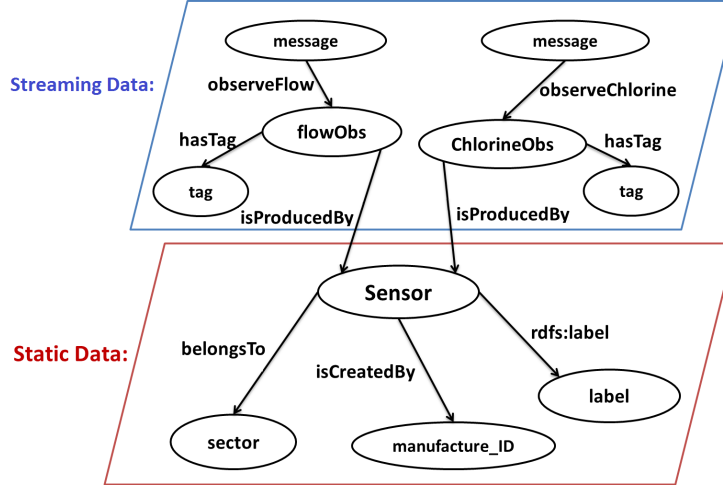 message
message
Streaming Data:
observeFlow
observeChlorine
flowObs
ChlorineObs
hasTag
hasTag
tag
tag
isProducedBy
isProducedBy
Sensor
Static Data:
belongsTo
rdfs:label
isCreatedBy
label
sector
manufacture_ID